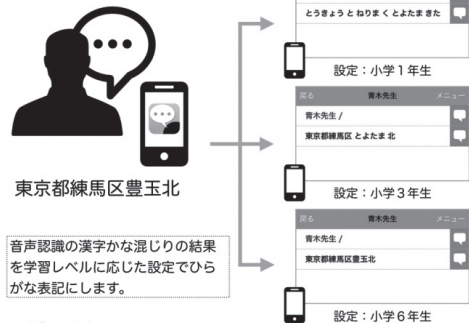 とうきょう と ねりま く とよたま きた
設定：小学１年生
戻る 青木先生 メニュー
青木先生 /
東京都練馬区 とよたま 北
設定：小学３年生
戻る 青木先生 メニュー
青木先生 /
東京都練馬区豊玉北
設定：小学６年生
東京都練馬区豊玉北
音声認識の漢字かな混じりの結果
を学習レベルに応じた設定でひら
がな表記にします。